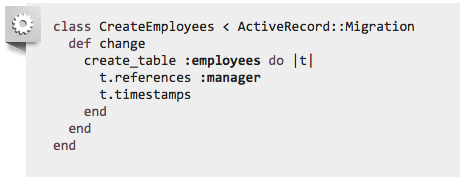 class CreateEmployees < ActiveRecord::Migration
  def change
    create_table :employees do |t|
      t.references :manager
      t.timestamps
    end
  end
end